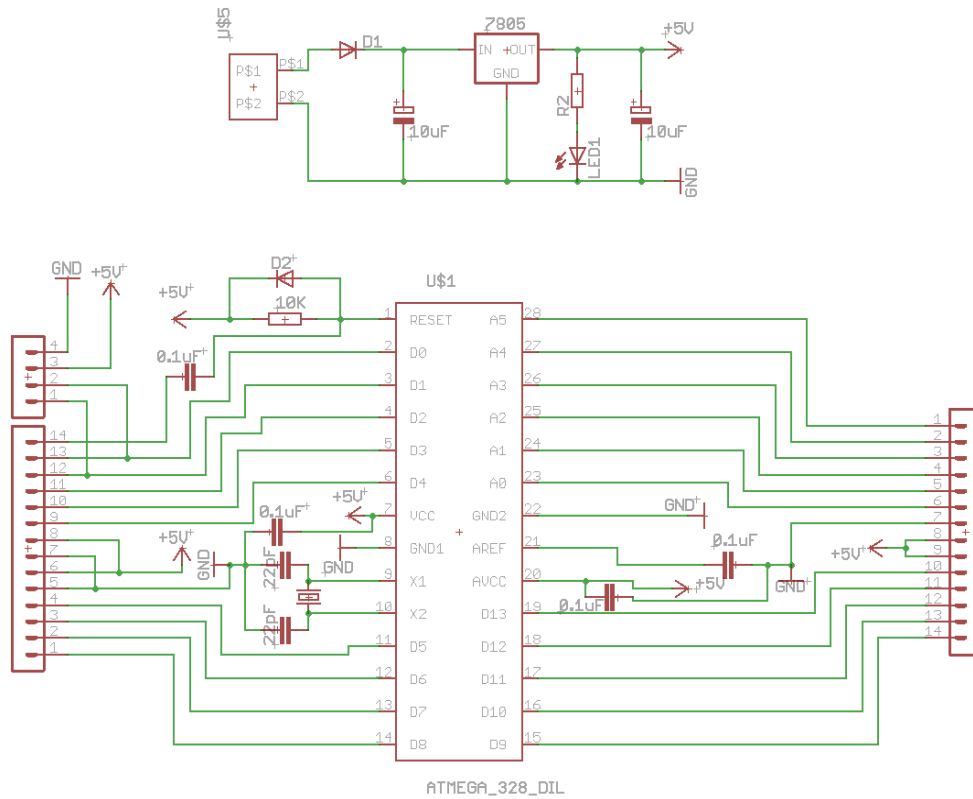 U$5
P$1
P$1
P$2
P$2
D1
7805
IN
OUT
GND
+5V
10uF
R2
LED1
10uF
GND
GND
+5V
D2
+5V
10K
0.1uF
U$1
4
3
2
1
14
13
12
11
10
9
8
7
6
5
4
3
2
1
+5V
GND
0.1uF
+5V
22pF
22pF
GND
1 RESET A5 28
2 D0 A4 27
3 D1 A3 26
4 D2 A2 25
5 D3 A1 24
6 D4 A0 23
7 VCC GND2 22
8 GND1 AREF 21
9 X1 AVCC 20
10 X2 D13 19
11 D5 D12 18
12 D6 D11 17
13 D7 D10 16
14 D8 D9 15
GND
0.1uF
+5V
0.1uF
GND
+5V
1
2
3
4
5
6
7
8
9
10
11
12
13
14
ATMEGA_328_DIL